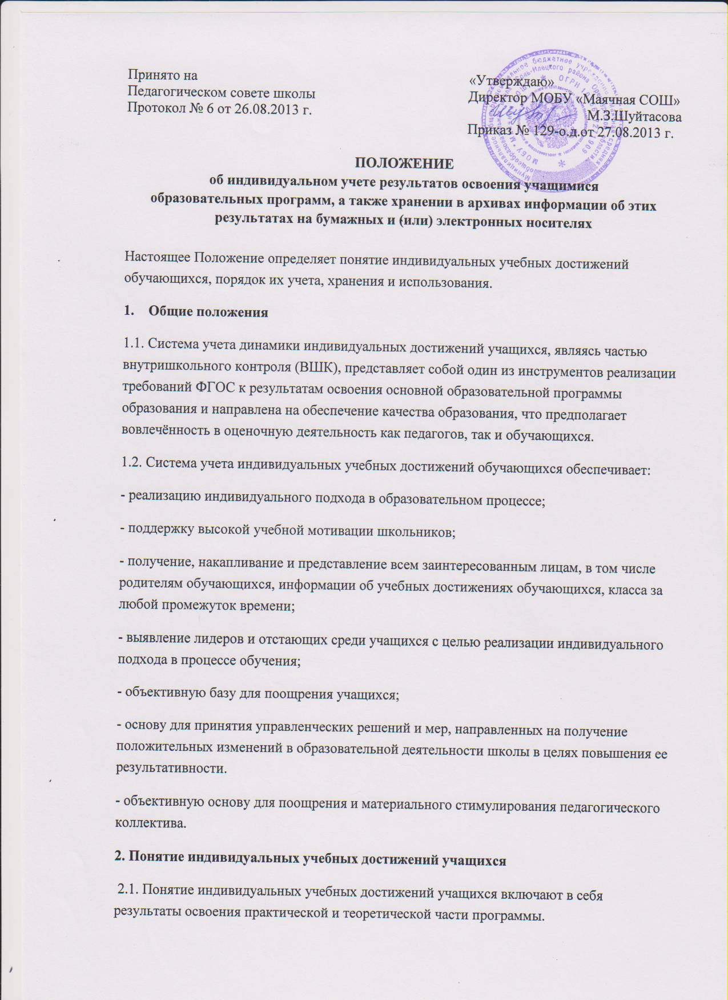 Принято на
Педагогическом совете школы
Протокол № 6 от 26.08.2013 г.
«Утверждаю»
Директор МОБУ «Маячная СОШ»
М.З.Шуйтасова
Приказ № 129-о.д.от 27.08.2013 г.
ПОЛОЖЕНИЕ
об индивидуальном учете результатов освоения учащимися
образовательных программ, а также хранении в архивах информации об этих
результатах на бумажных и (или) электронных носителях
Настоящее Положение определяет понятие индивидуальных учебных достижений
обучающихся, порядок их учета, хранения и использования.
1. Общие положения
1.1. Система учета динамики индивидуальных достижений учащихся, являясь частью
внутришкольного контроля (ВШК), представляет собой один из инструментов реализации
требований ФГОС к результатам освоения основной образовательной программы
образования и направлена на обеспечение качества образования, что предполагает
вовлечённость в оценочную деятельность как педагогов, так и обучающихся.
1.2. Система учета индивидуальных учебных достижений обучающихся обеспечивает:
- реализацию индивидуального подхода в образовательном процессе;
- поддержку высокой учебной мотивации школьников;
- получение, накапливание и представление всем заинтересованным лицам, в том числе
родителям обучающихся, информации об учебных достижениях обучающихся, класса за
любой промежуток времени;
- выявление лидеров и отстающих среди учащихся с целью реализации индивидуального
подхода в процессе обучения;
- объективную базу для поощрения учащихся;
- основу для принятия управленческих решений и мер, направленных на получение
положительных изменений в образовательной деятельности школы в целях повышения ее
результативности.
- объективную основу для поощрения и материального стимулирования педагогического
коллектива.
2. Понятие индивидуальных учебных достижений учащихся
2.1. Понятие индивидуальных учебных достижений учащихся включают в себя
результаты освоения практической и теоретической части программы.